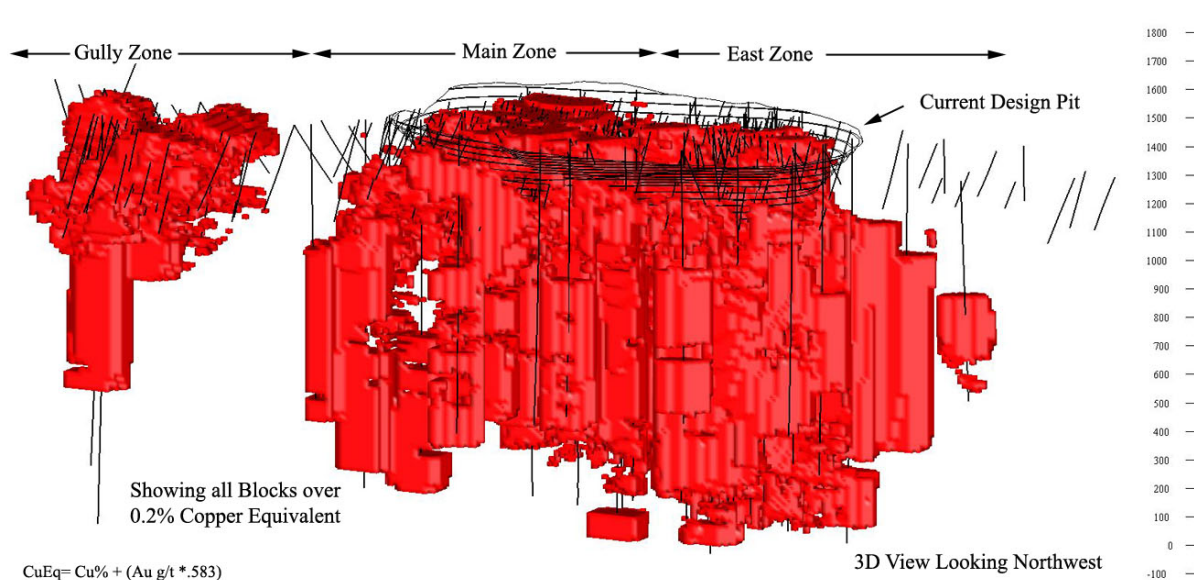 Gully Zone
Main Zone
East Zone
Current Design Pit
Showing all Blocks over
0.2% Copper Equivalent
CuEq= Cu% + (Au g/t *.583)
3D View Looking Northwest
1800
1700
1600
1500
1400
1300
1200
1100
1000
900
800
700
600
500
400
300
200
100
0
-100